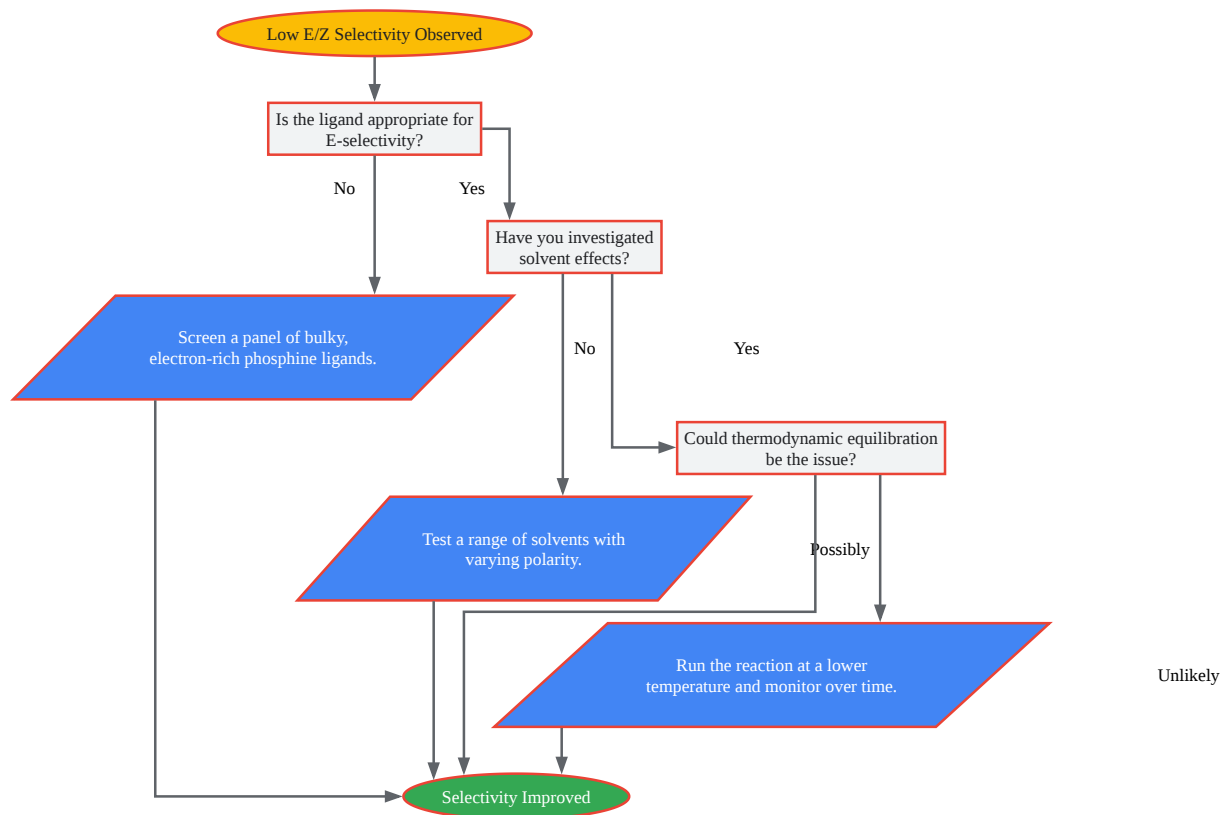 Low E/Z Selectivity Observed
Is the ligand appropriate for
E-selectivity?
No
Yes
Have you investigated
solvent effects?
Screen a panel of bulky,
electron-rich phosphine ligands.
No
Yes
Could thermodynamic equilibration
be the issue?
Test a range of solvents with
varying polarity.
Possibly
Run the reaction at a lower
temperature and monitor over time.
Unlikely
Selectivity Improved